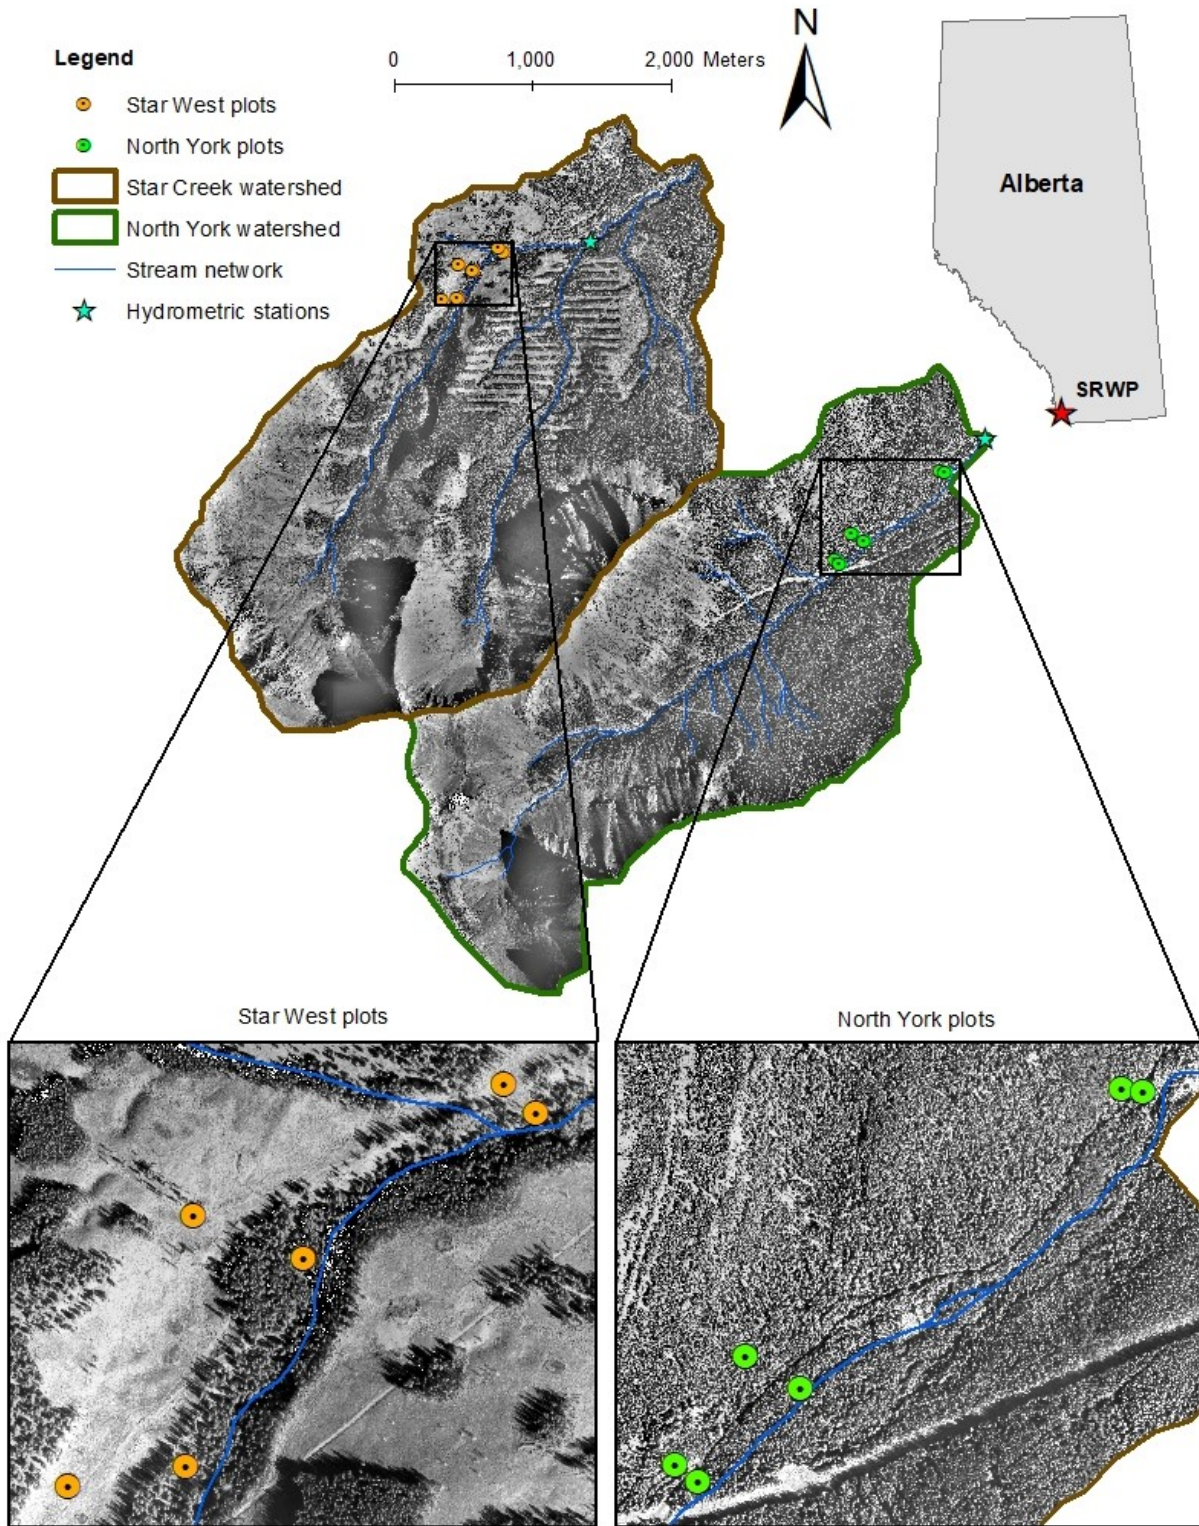 Legend
Star West plots
North York plots
Star Creek watershed
North York watershed
Stream network
Hydrometric stations
0 1,000 2,000 Meters
N
Alberta
SRWP
Star West plots
North York plots